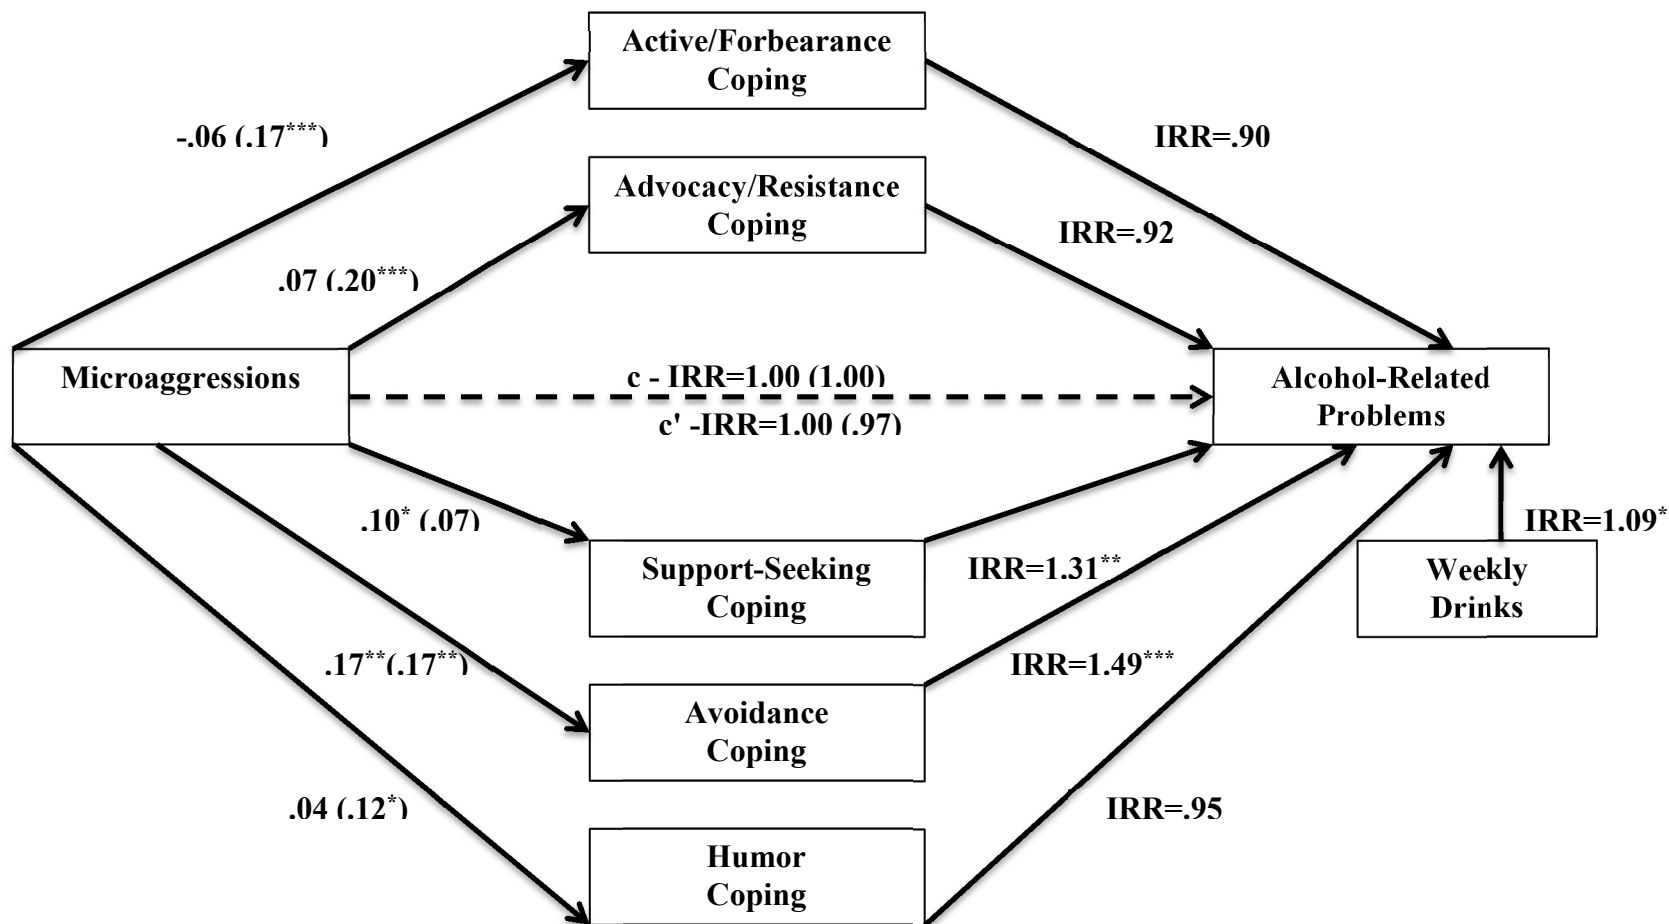 Active/Forbearance
Coping
-.06 (.17***)
IRR=.90
Advocacy/Resistance
Coping
IRR=.92
.07 (.20***)
Microaggressions
c - IRR=1.00 (1.00)
c' -IRR=1.00 (.97)
Alcohol-Related
Problems
.10* (.07)
IRR=1.09*
Support-Seeking
Coping
IRR=1.31**
Weekly
Drinks
.17**(.17**)
IRR=1.49***
Avoidance
Coping
.04 (.12*)
IRR=.95
Humor
Coping